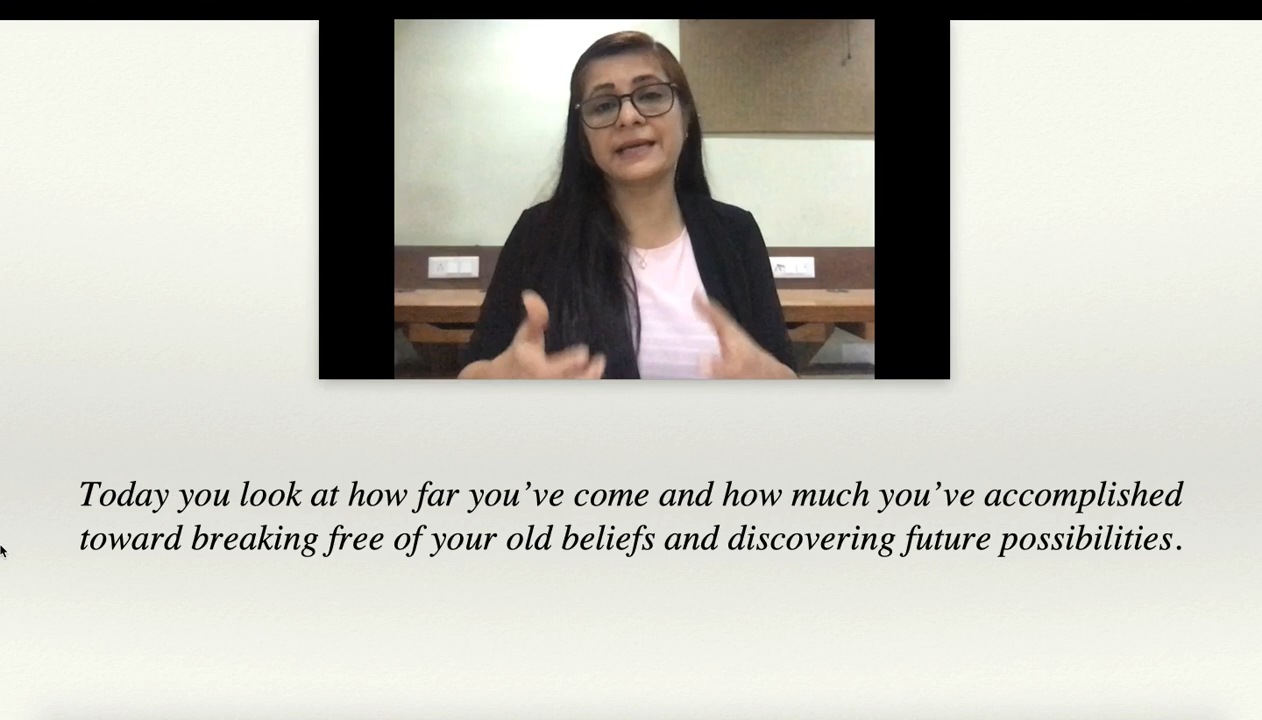 Today you look at how far you’ve come and how much you’ve accomplished
toward breaking free of your old beliefs and discovering future possibilities.